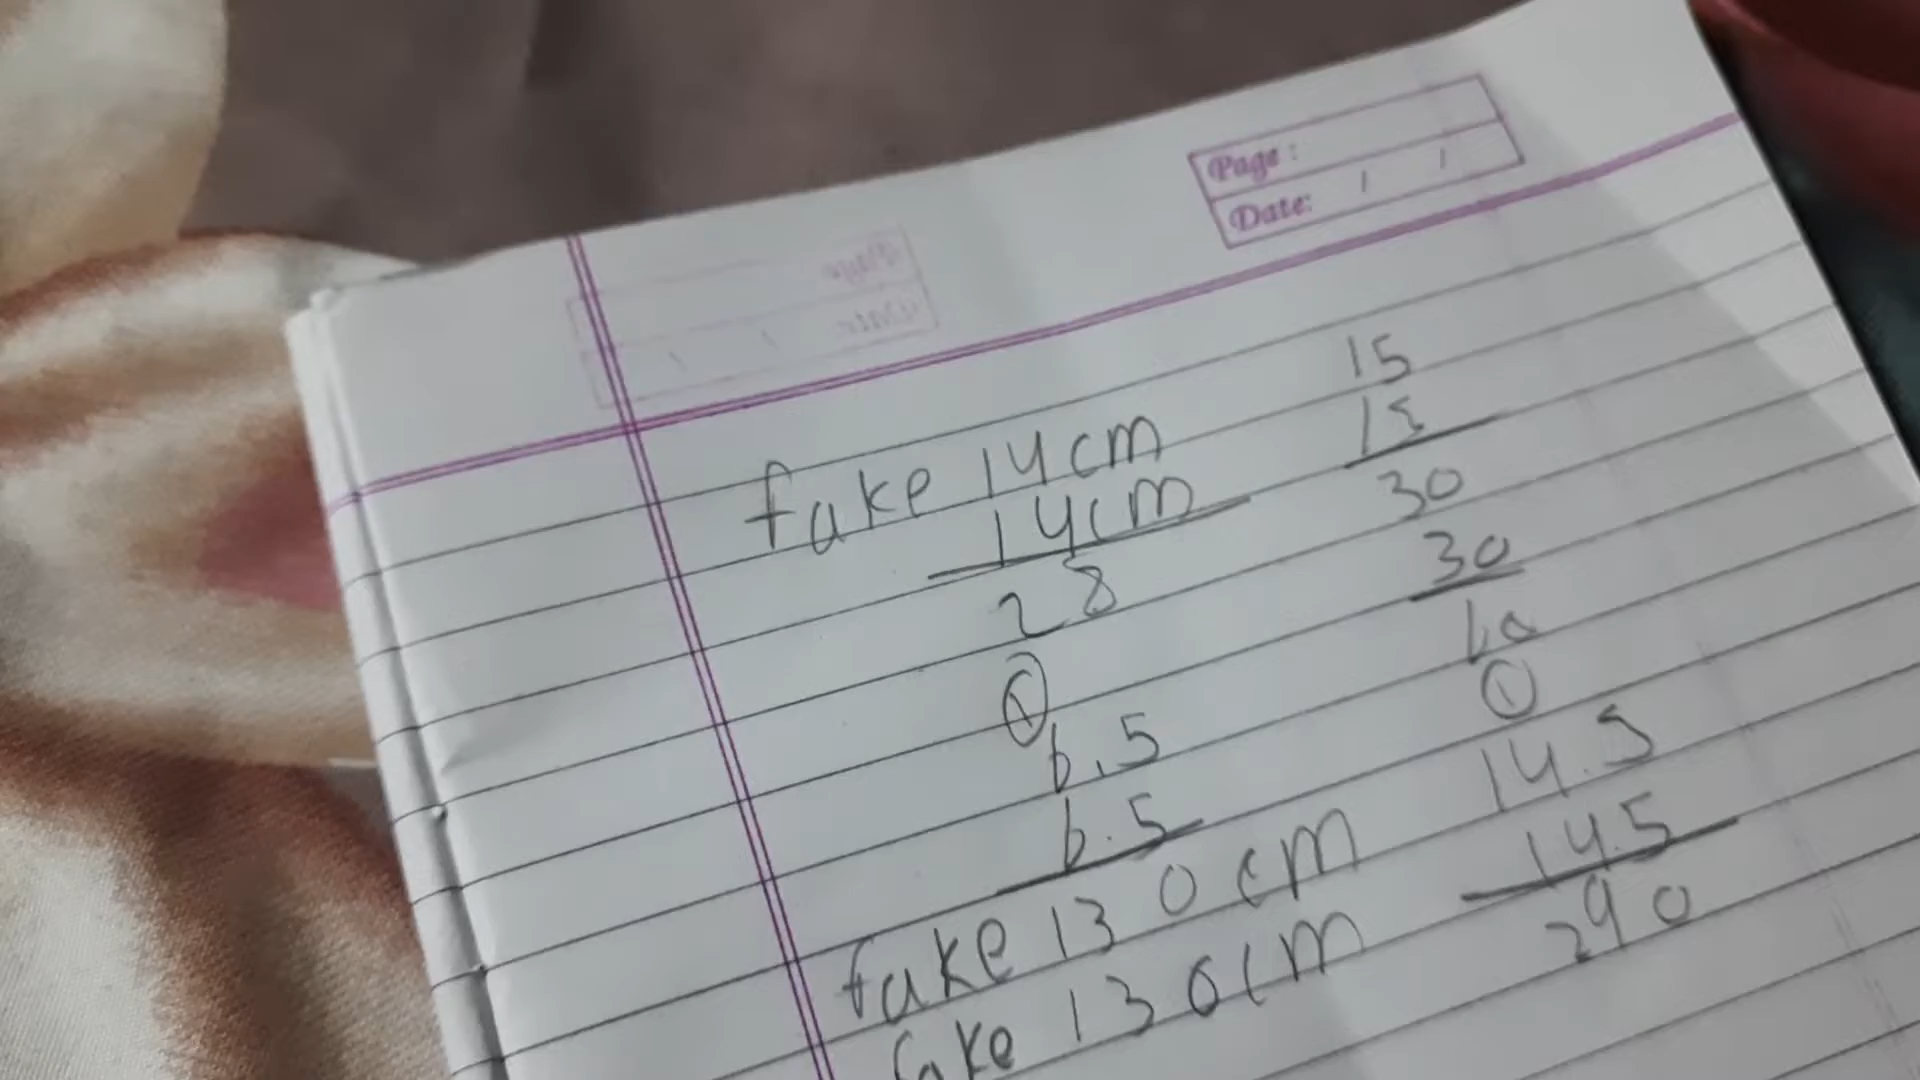 Page :
Date: / /
fake 14cm
14cm
28
1
6.5
6.5
fake 13 0 cm
fake 13 0 cm
15
15
30
30
60
1
14.5
14.5
290